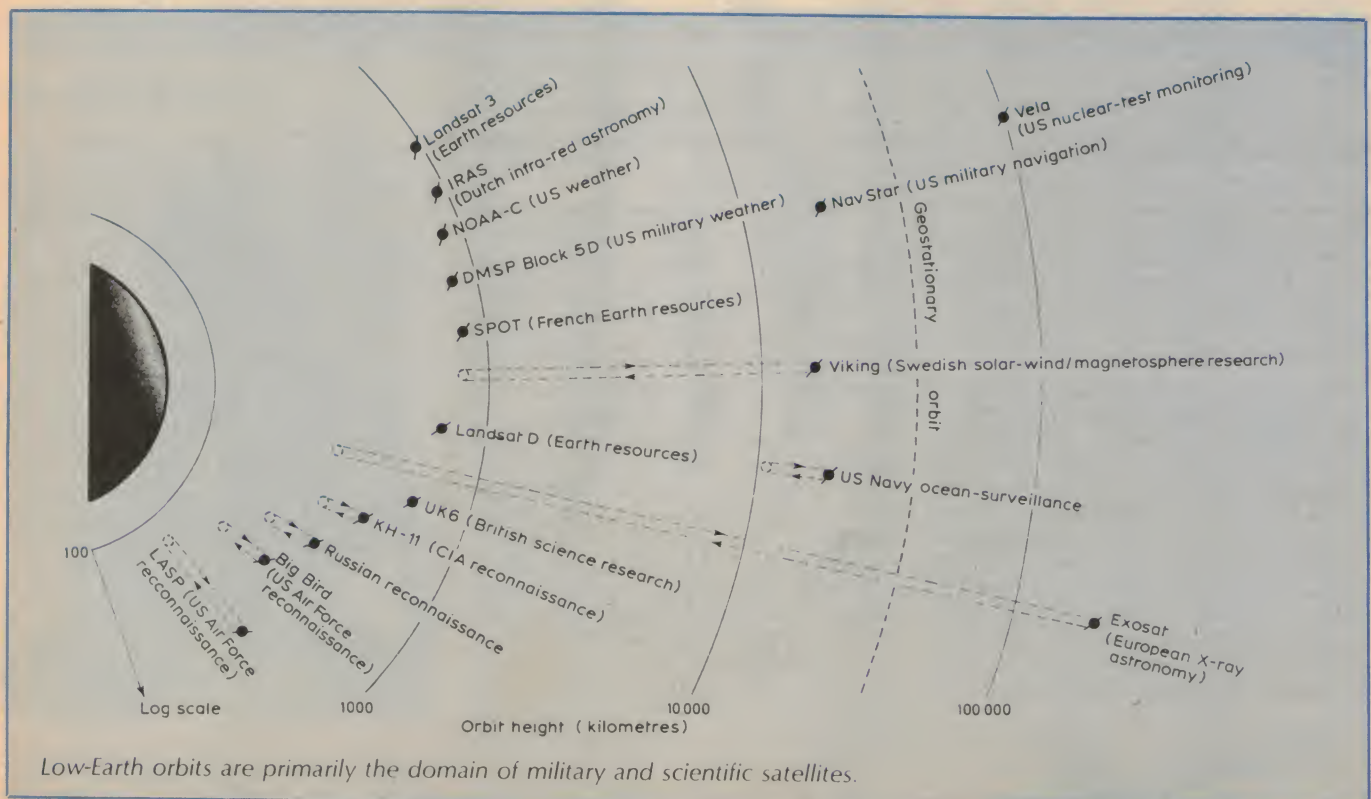 Landsat 3
(Earth resources)
IRAS
(Dutch infra-red astronomy)
NOAA-C (US weather)
DMSP Block 5D (US military weather)
SPOT (French Earth resources)
Vela
(US nuclear-test monitoring)
NavStar (US military navigation)
Geostationary orbit
Viking (Swedish solar-wind/magnetosphere research)
Landsat D (Earth resources)
US Navy ocean-surveillance
UK6 (British science research)
KH-11 (CIA reconnaissance)
Russian reconnaissance
Big Bird
(US Air Force
reconnaissance)
LASP (US Air Force
recconnaissance)
Exosat
(European X-ray
astronomy)
100
Log scale
1000
10 000
100 000
Orbit height (kilometres)
Low-Earth orbits are primarily the domain of military and scientific satellites.